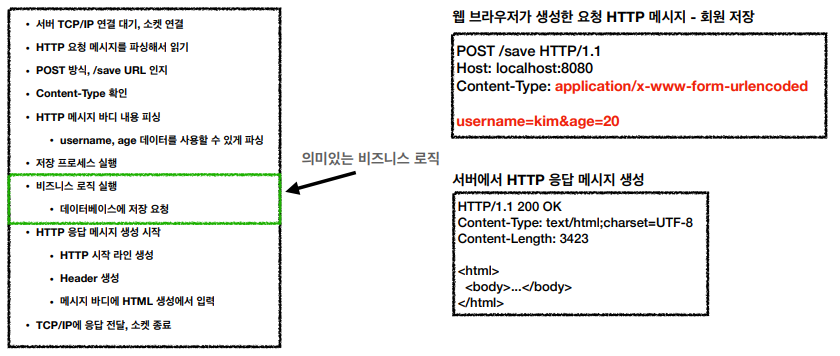 서버 TCP/IP 연결 대기, 소켓 연결
HTTP 요청 메시지를 파싱해서 읽기
POST 방식, /save URL 인지
Content-Type 확인
HTTP 메시지 바디 내용 피싱
username, age 데이터를 사용할 수 있게 파싱
저장 프로세스 실행
비즈니스 로직 실행
데이터베이스에 저장 요청
HTTP 응답 메시지 생성 시작
HTTP 시작 라인 생성
Header 생성
메시지 바디에 HTML 생성에서 입력
TCP/IP에 응답 전달, 소켓 종료
의미있는 비즈니스 로직
웹 브라우저가 생성한 요청 HTTP 메시지 - 회원 저장
POST /save HTTP/1.1
Host: localhost:8080
Content-Type: application/x-www-form-urlencoded
username=kim&age=20
서버에서 HTTP 응답 메시지 생성
HTTP/1.1 200 OK
Content-Type: text/html;charset=UTF-8
Content-Length: 3423
<html>
<body>...</body>
</html>